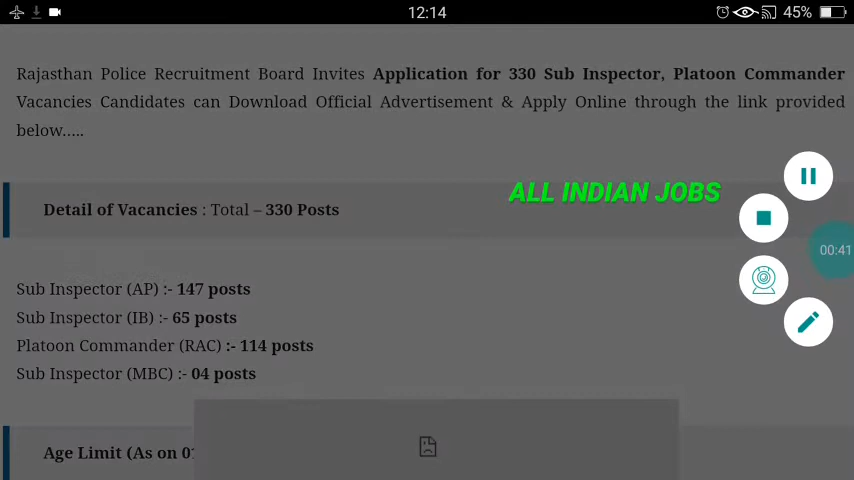 12:14
45%
Rajasthan Police Recruitment Board Invites Application for 330 Sub Inspector, Platoon Commander
Vacancies Candidates can Download Official Advertisement & Apply Online through the link provided
below.....
ALL INDIAN JOBS
Detail of Vacancies : Total – 330 Posts
00:41
Sub Inspector (AP) :- 147 posts
Sub Inspector (IB) :- 65 posts
Platoon Commander (RAC) :- 114 posts
Sub Inspector (MBC) :- 04 posts
Age Limit (As on